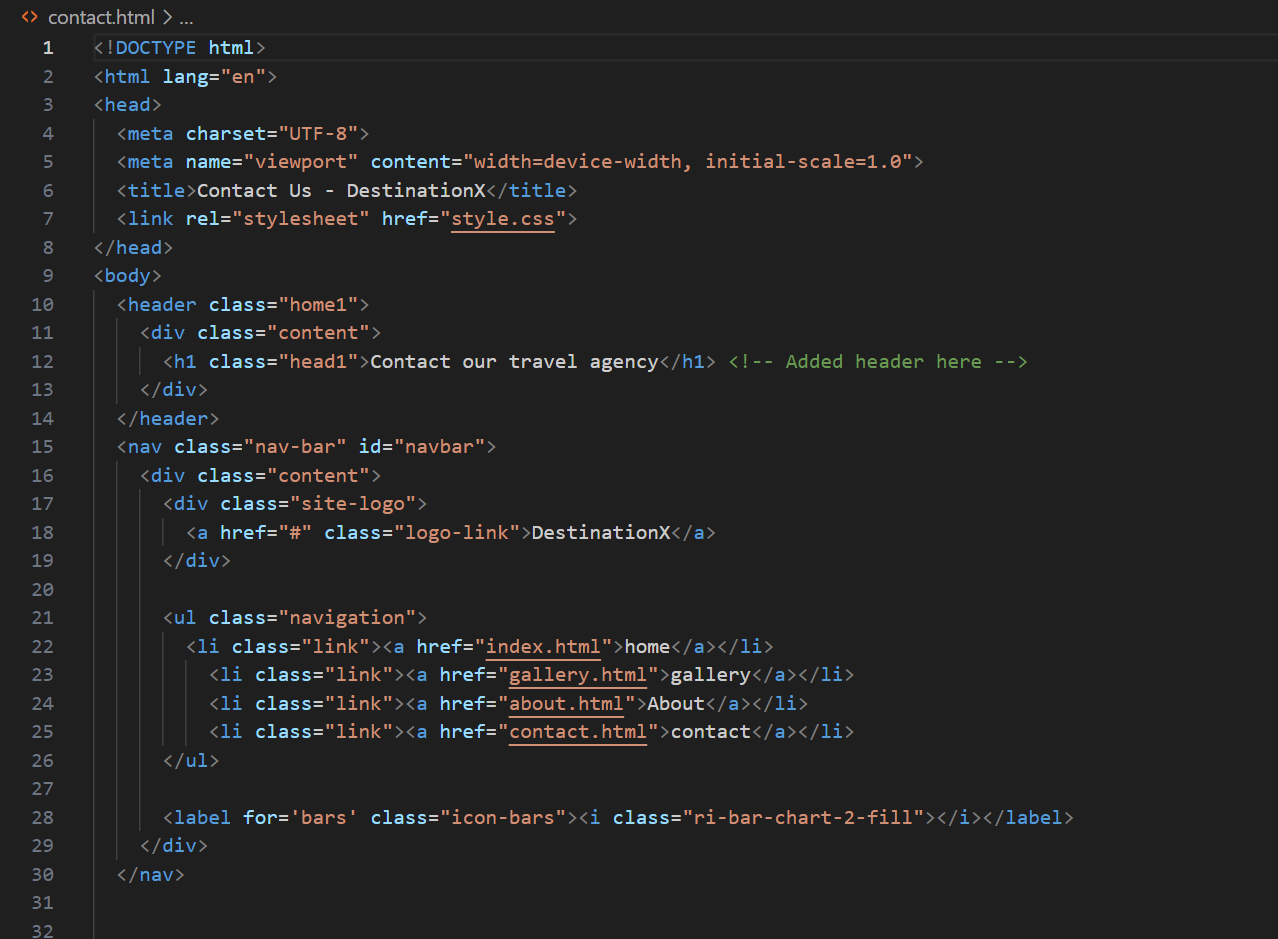 contact.html > ...
1 <!DOCTYPE html>
2 <html lang="en">
3 <head>
4   <meta charset="UTF-8">
5   <meta name="viewport" content="width=device-width, initial-scale=1.0">
6   <title>Contact Us - DestinationX</title>
7   <link rel="stylesheet" href="style.css">
8 </head>
9 <body>
10   <header class="home1">
11     <div class="content">
12       <h1 class="head1">Contact our travel agency</h1> <!-- Added header here -->
13     </div>
14   </header>
15   <nav class="nav-bar" id="navbar">
16     <div class="content">
17       <div class="site-logo">
18         <a href="#" class="logo-link">DestinationX</a>
19       </div>
20
21       <ul class="navigation">
22         <li class="link"><a href="index.html">home</a></li>
23           <li class="link"><a href="gallery.html">gallery</a></li>
24           <li class="link"><a href="about.html">About</a></li>
25           <li class="link"><a href="contact.html">contact</a></li>
26       </ul>
27
28       <label for='bars' class="icon-bars"><i class="ri-bar-chart-2-fill"></i></label>
29     </div>
30   </nav>
31
32